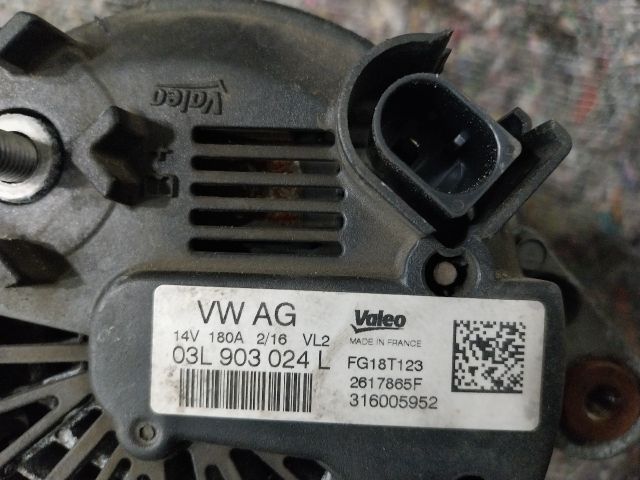 Valeo
VW AG
14V 180A 2/16 VL2
03L 903 024 L
Valeo
MADE IN FRANCE
FG18T123
2617865F
316005952